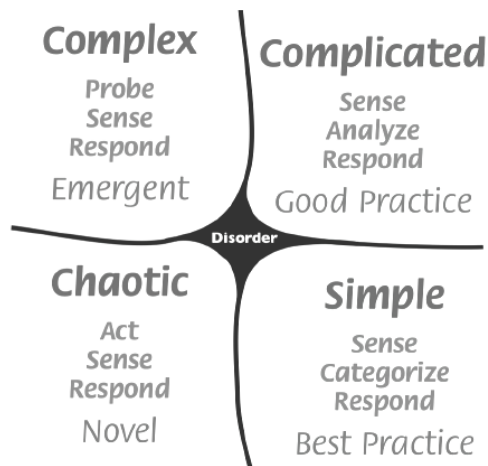 Complex
Probe
Sense
Respond
Emergent
Complicated
Sense
Analyze
Respond
Good Practice
Disorder
Chaotic
Act
Sense
Respond
Novel
Simple
Sense
Categorize
Respond
Best Practice